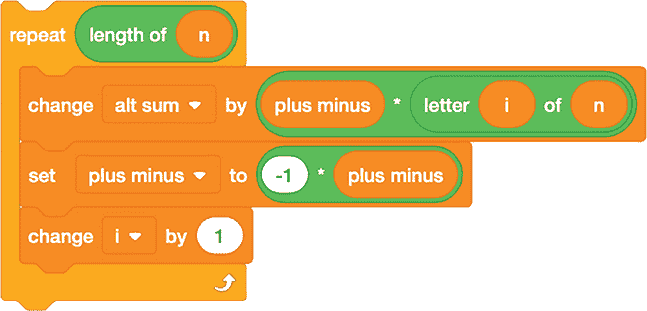 repeat length of n
change alt sum by plus minus * letter i of n
set plus minus to -1 * plus minus
change i by 1